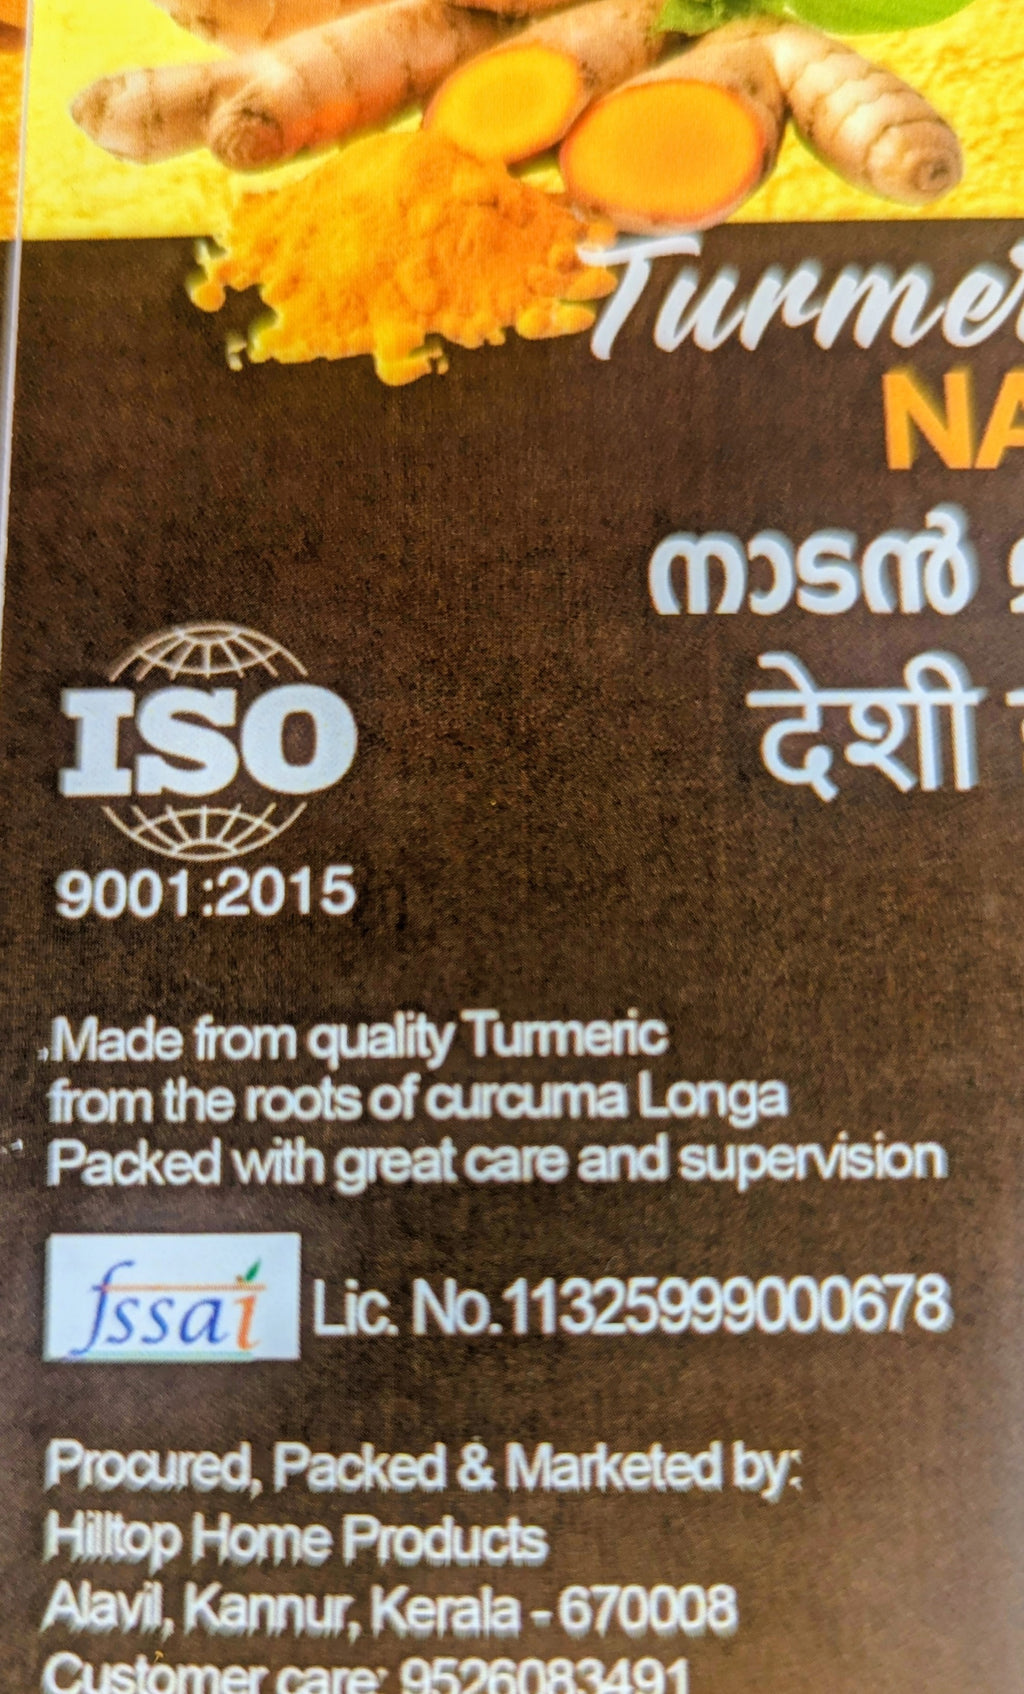 Turmer
NA
നാടൻ
देशी
ISO
9001:2015
Made from quality Turmeric
from the roots of curcuma Longa
Packed with great care and supervision
fssai Lic. No.11325999000678
Procured, Packed & Marketed by:
Hilltop Home Products
Alavil, Kannur, Kerala - 670008
Customer care: 9526083491